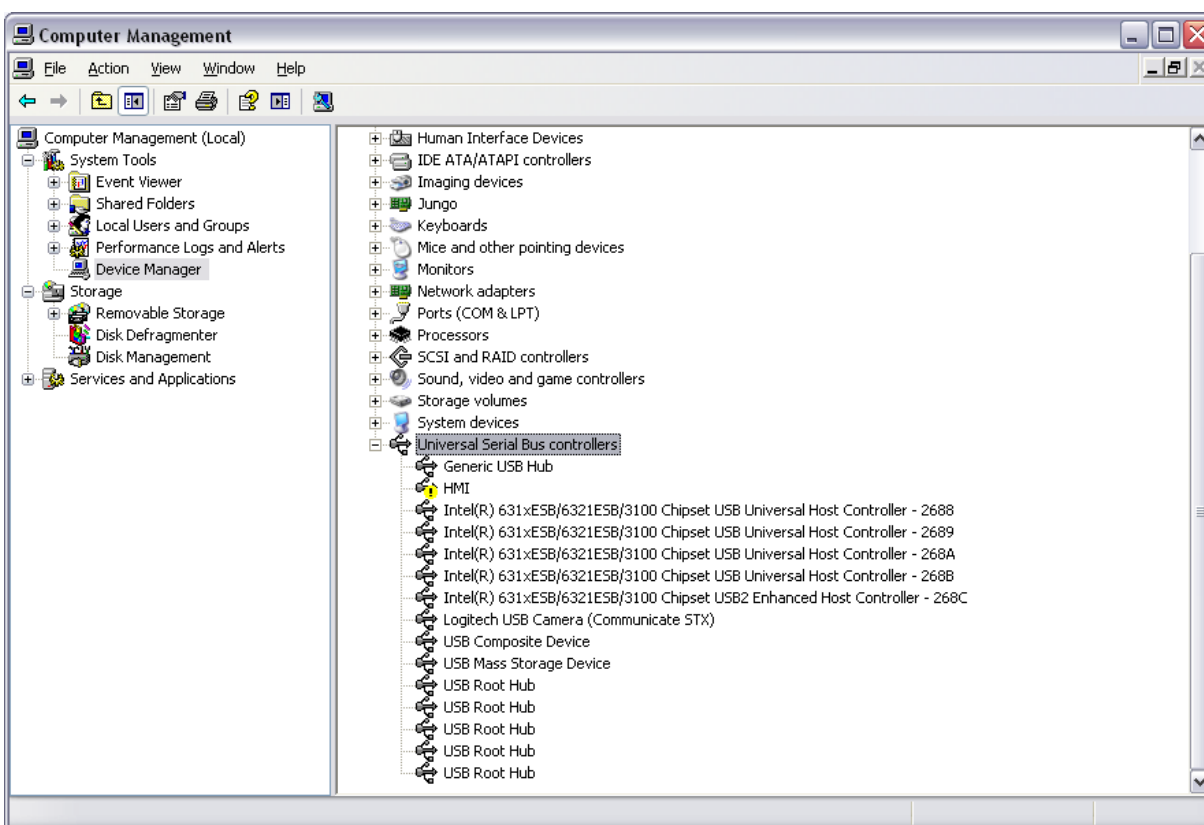 Computer Management
File Action View Window Help
Computer Management (Local)
System Tools
Event Viewer
Shared Folders
Local Users and Groups
Performance Logs and Alerts
Device Manager
Storage
Removable Storage
Disk Defragmenter
Disk Management
Services and Applications
Human Interface Devices
IDE ATA/ATAPI controllers
Imaging devices
Jungo
Keyboards
Mice and other pointing devices
Monitors
Network adapters
Ports (COM & LPT)
Processors
SCSI and RAID controllers
Sound, video and game controllers
Storage volumes
System devices
Universal Serial Bus controllers
Generic USB Hub
HMI
Intel(R) 631xESB/6321ESB/3100 Chipset USB Universal Host Controller - 2688
Intel(R) 631xESB/6321ESB/3100 Chipset USB Universal Host Controller - 2689
Intel(R) 631xESB/6321ESB/3100 Chipset USB Universal Host Controller - 268A
Intel(R) 631xESB/6321ESB/3100 Chipset USB Universal Host Controller - 268B
Intel(R) 631xESB/6321ESB/3100 Chipset USB2 Enhanced Host Controller - 268C
Logitech USB Camera (Communicate STX)
USB Composite Device
USB Mass Storage Device
USB Root Hub
USB Root Hub
USB Root Hub
USB Root Hub
USB Root Hub